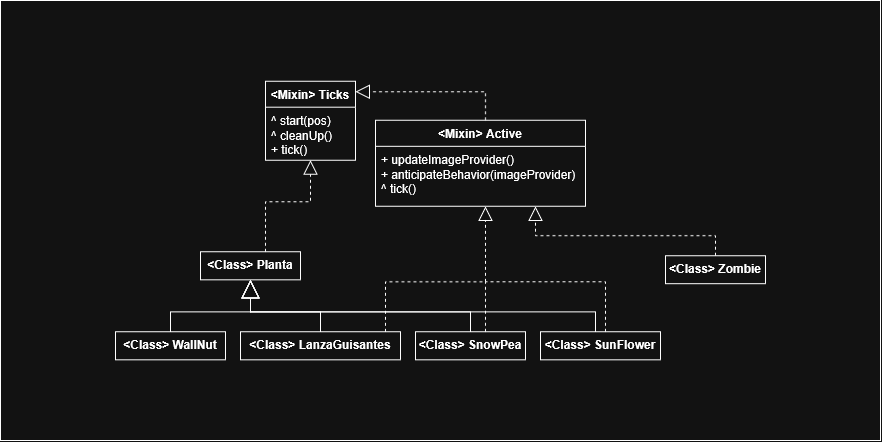 <Mixin> Ticks
^ start(pos)
^ cleanUp()
+ tick()
<Mixin> Active
+ updateImageProvider()
+ anticipateBehavior(imageProvider)
^ tick()
<Class> Planta
<Class> Zombie
<Class> WallNut
<Class> LanzaGuisantes
<Class> SnowPea
<Class> SunFlower